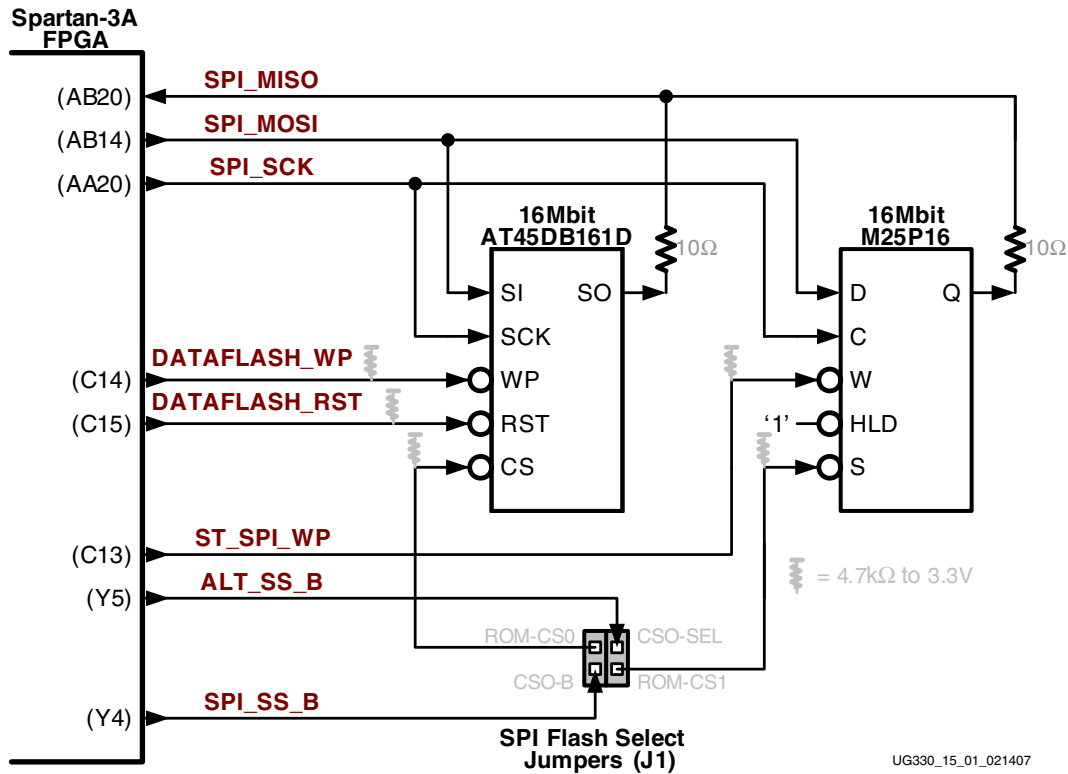 Spartan-3A
FPGA
(AB20)
SPI_MISO
(AB14)
SPI_MOSI
(AA20)
SPI_SCK
16Mbit
AT45DB161D
10Ω
16Mbit
M25P16
10Ω
SI
SO
D
Q
SCK
C
(C14)
DATAFLASH_WP
WP
W
(C15)
DATAFLASH_RST
RST
‘1’
HLD
CS
S
(C13)
ST_SPI_WP
= 4.7kΩ to 3.3V
(Y5)
ALT_SS_B
ROM-CS0
CSO-SEL
CSO-B
ROM-CS1
(Y4)
SPI_SS_B
SPI Flash Select
Jumpers (J1)
UG330_15_01_021407